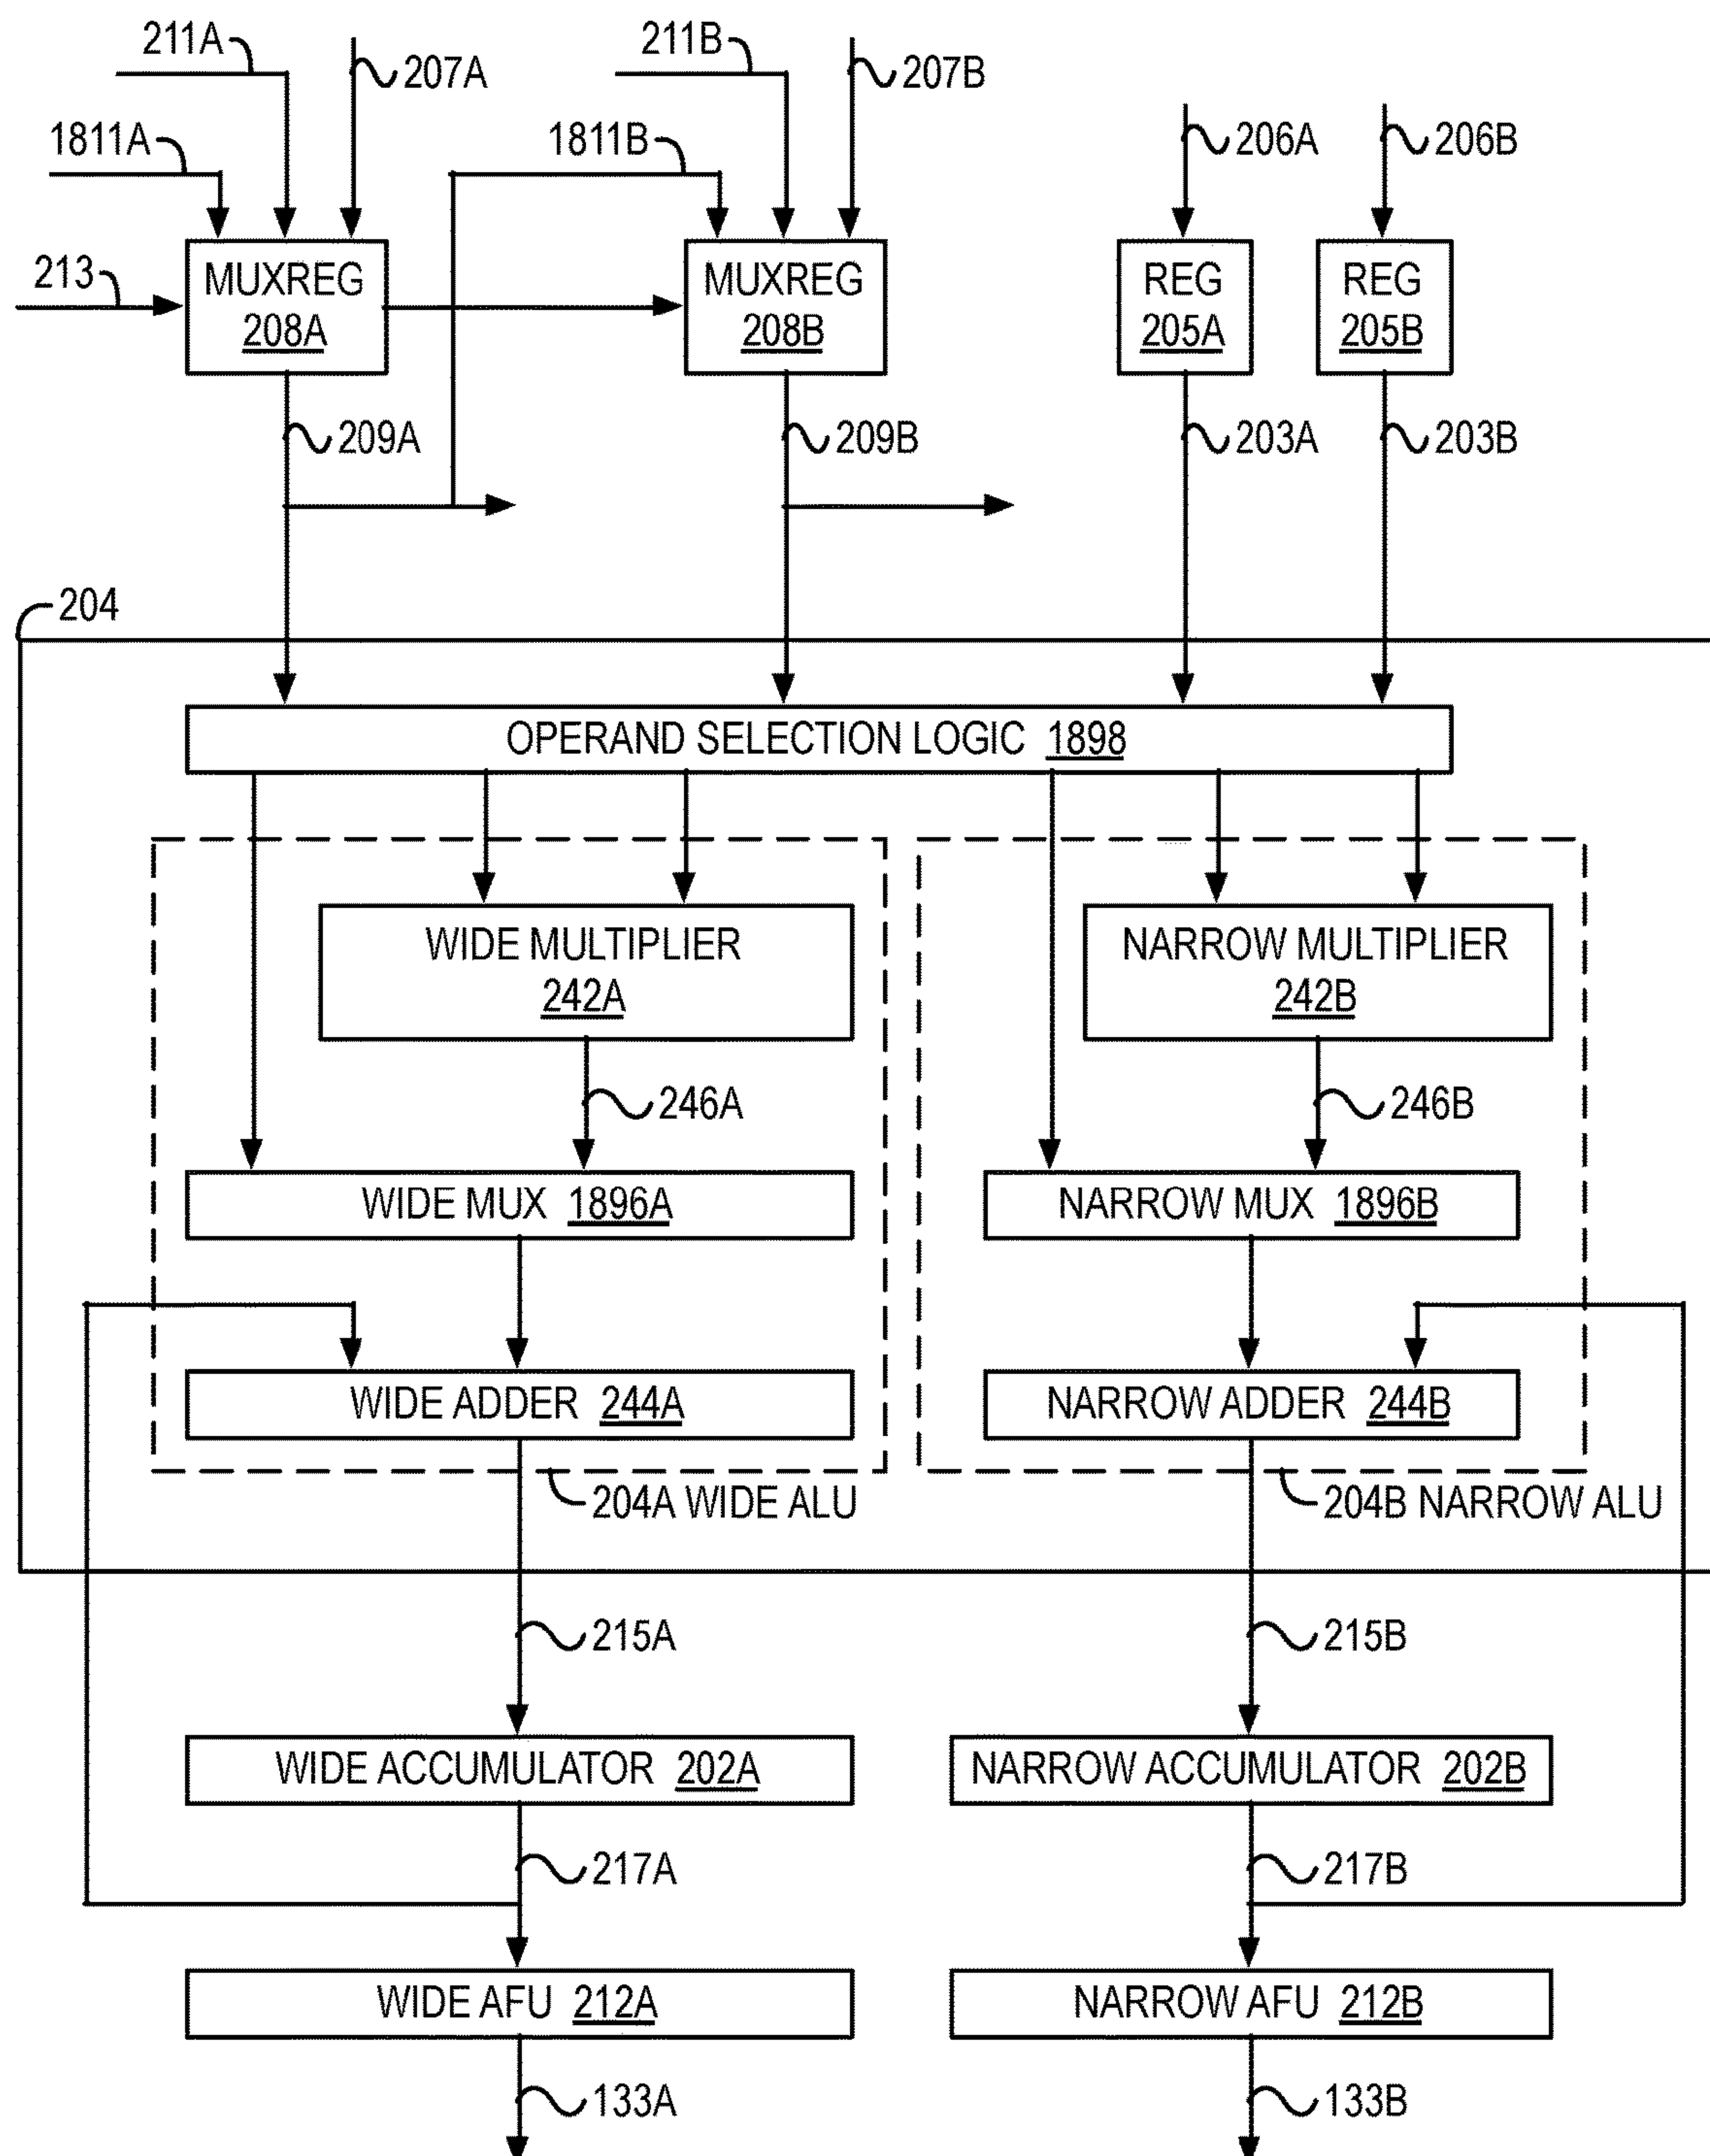 211A
207A
211B
207B
1811A
1811B
206A
206B
213
MUXREG
208A
MUXREG
208B
REG
205A
REG
205B
209A
209B
203A
203B
204
OPERAND SELECTION LOGIC 1898
WIDE MULTIPLIER
242A
NARROW MULTIPLIER
242B
246A
246B
WIDE MUX 1896A
NARROW MUX 1896B
WIDE ADDER 244A
NARROW ADDER 244B
204A WIDE ALU
204B NARROW ALU
215A
215B
WIDE ACCUMULATOR 202A
NARROW ACCUMULATOR 202B
217A
217B
WIDE AFU 212A
NARROW AFU 212B
133A
133B